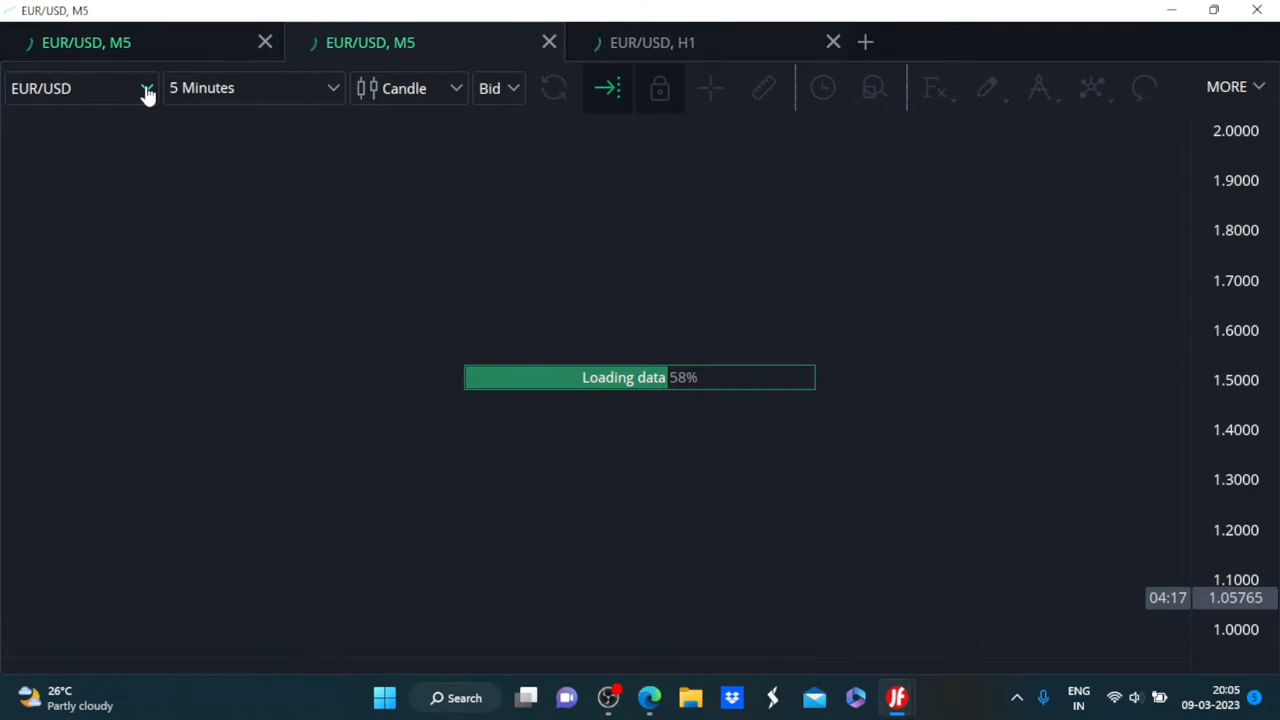 EUR/USD, M5
EUR/USD, M5
EUR/USD, M5
EUR/USD, H1
EUR/USD
5 Minutes
Candle
Bid
Fx
MORE
2.0000
1.9000
1.8000
1.7000
1.6000
Loading data 58%
1.5000
1.4000
1.3000
1.2000
1.1000
04:17
1.05765
1.0000
26°C
Partly cloudy
Search
JF
ENG
IN
20:05
09-03-2023
5